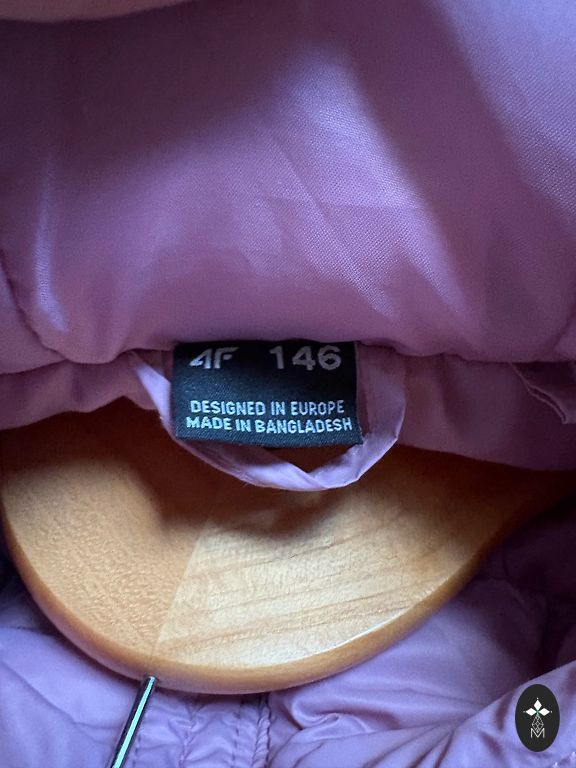 4F 146
DESIGNED IN EUROPE
MADE IN BANGLADESH
M